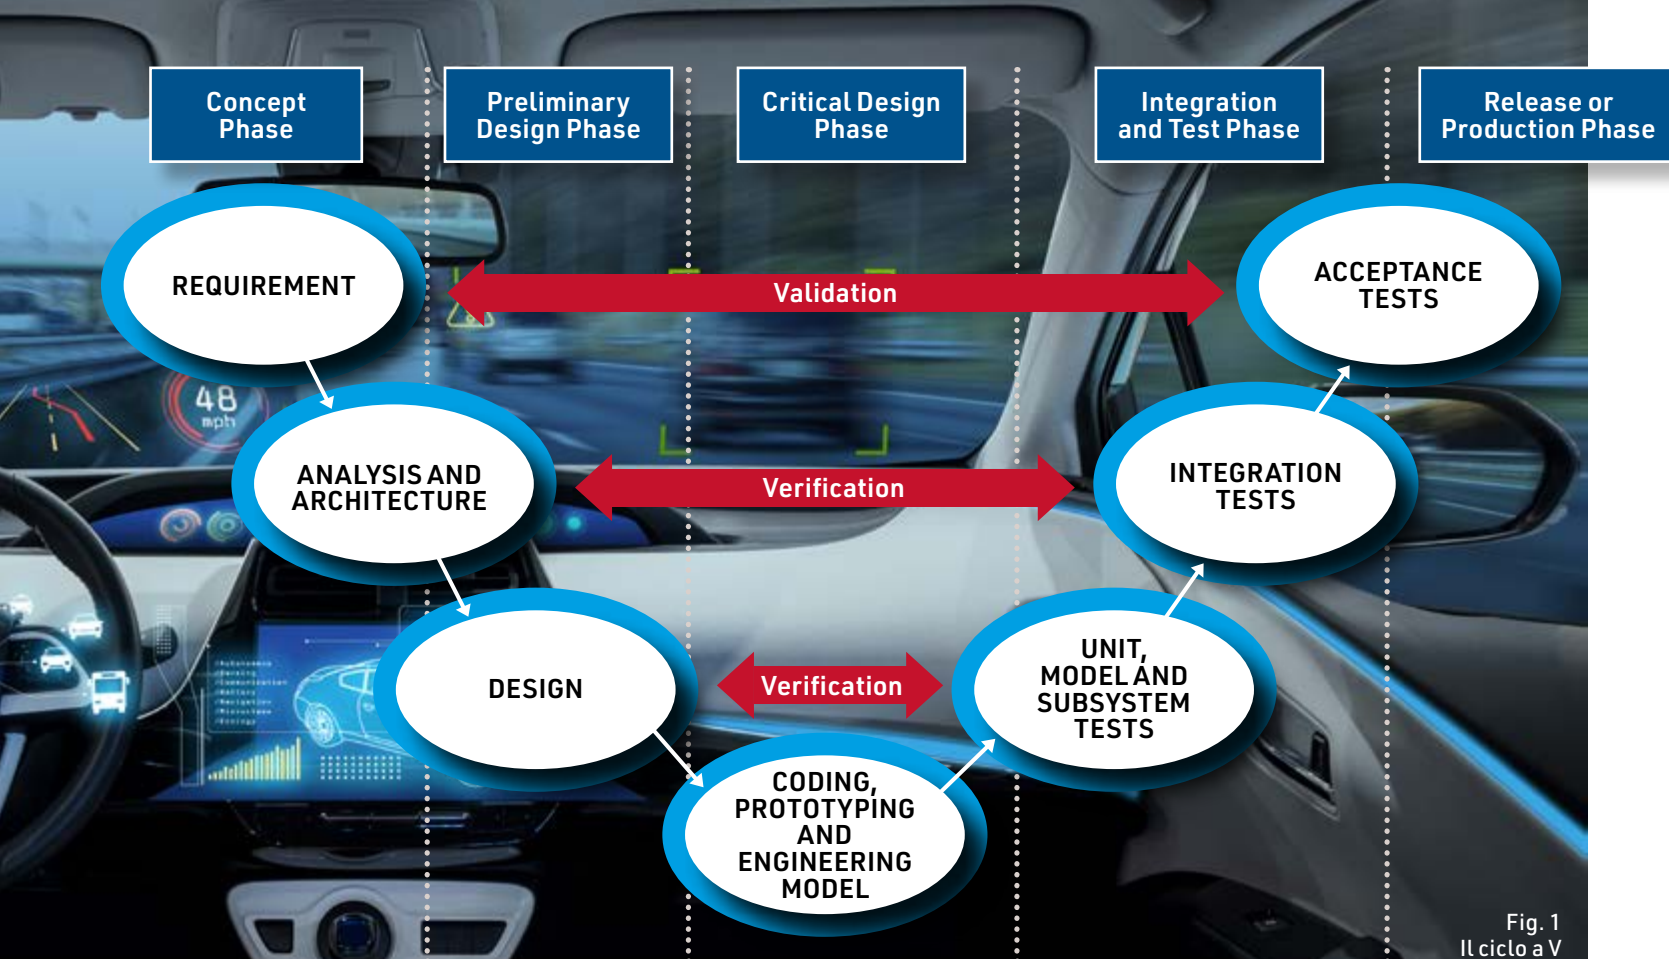 Concept
Phase
Preliminary
Design Phase
Critical Design
Phase
Integration
and Test Phase
Release or
Production Phase
REQUIREMENT
Validation
ACCEPTANCE
TESTS
48
mph
ANALYSIS AND
ARCHITECTURE
Verification
INTEGRATION
TESTS
DESIGN
Verification
UNIT,
MODEL AND
SUBSYSTEM
TESTS
CODING,
PROTOTYPING
AND
ENGINEERING
MODEL
Fig. 1
Il ciclo a V